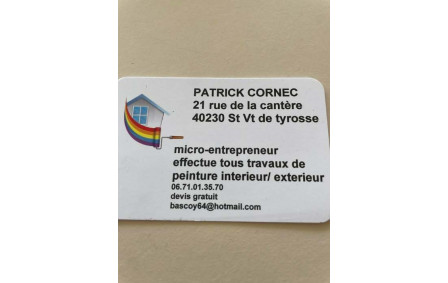 PATRICK CORNEC
21 rue de la cantère
40230 St Vt de tyrosse
micro-entrepreneur
effectue tous travaux de
peinture interieur/ exterieur
06.71.01.35.70
devis gratuit
bascoy64@hotmail.com